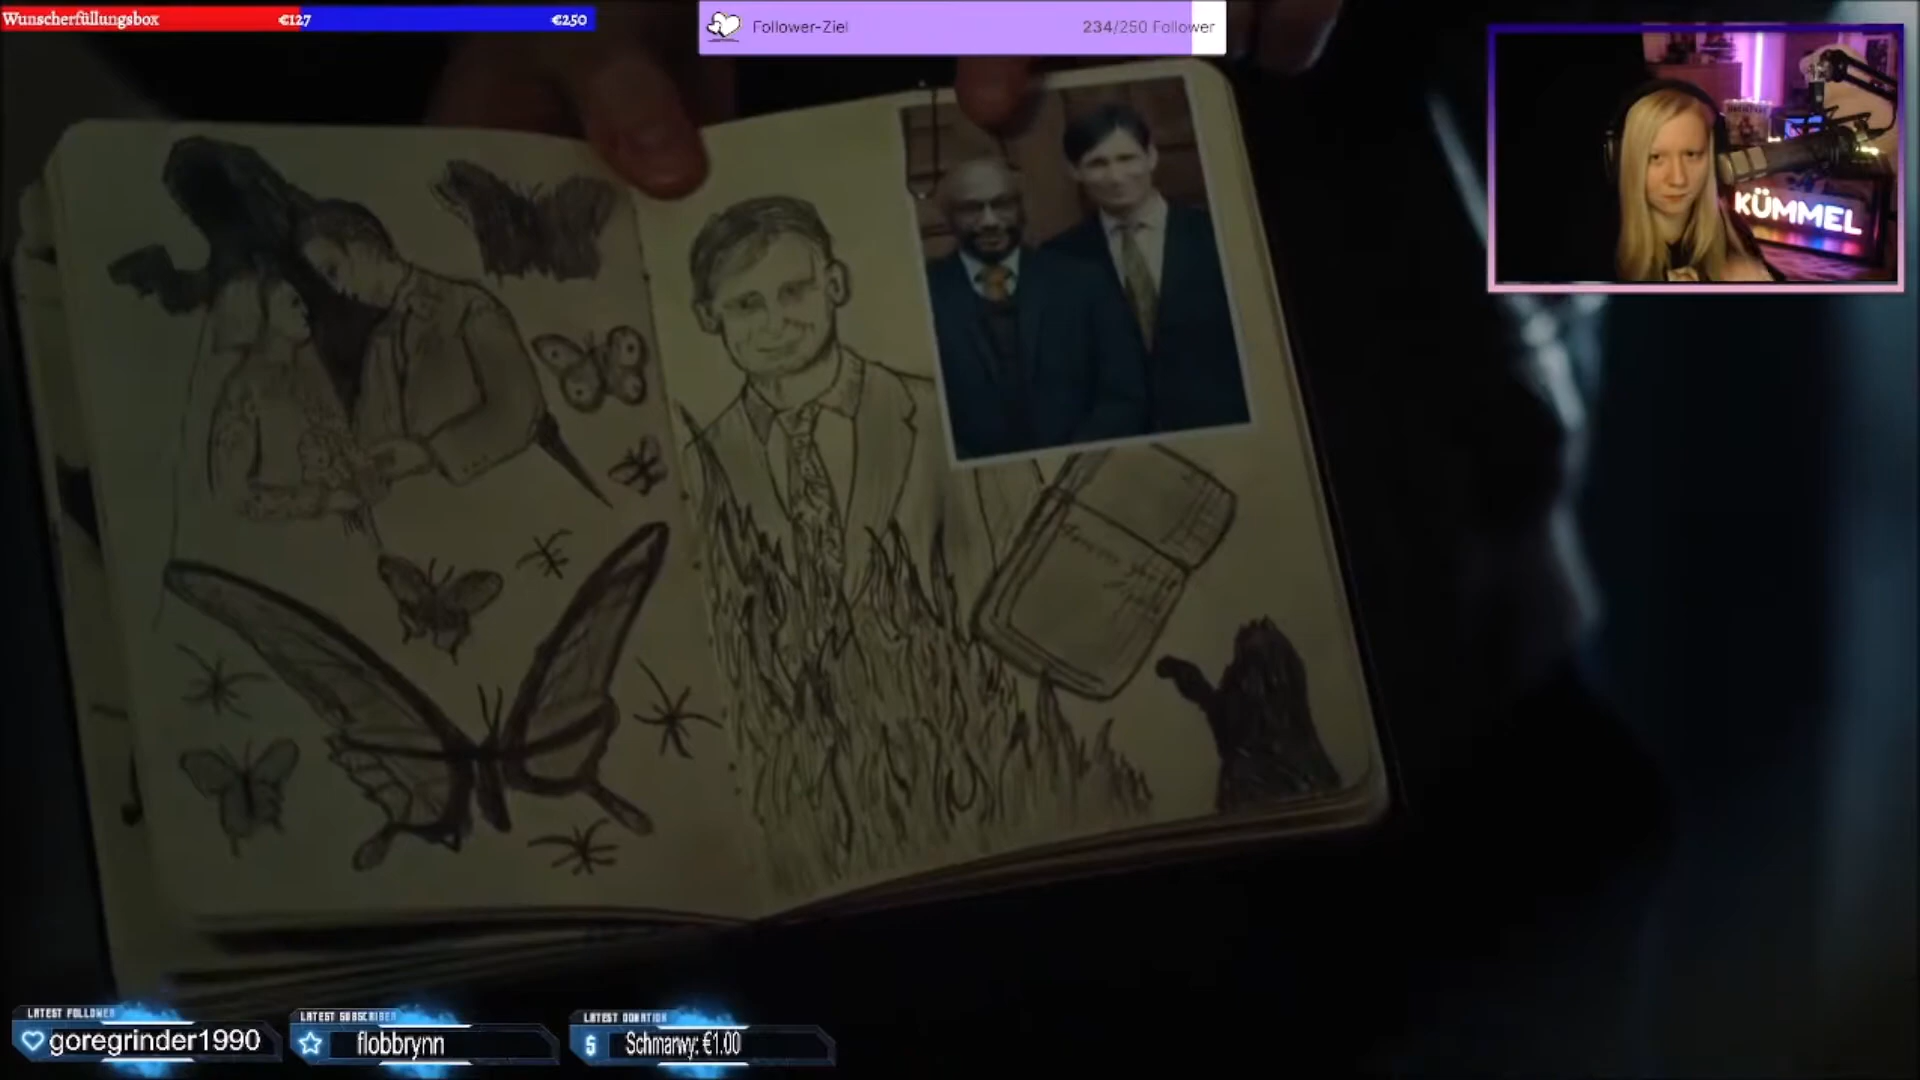 Wunscherfüllungsbox €127 €250
Follower-Ziel 234/250 Follower
KÜMMEL
LATEST FOLLOWER
goregrinder1990
LATEST SUBSCRIBER
flobbrynn
LATEST DONATION
$ Schmarwy: €1.00